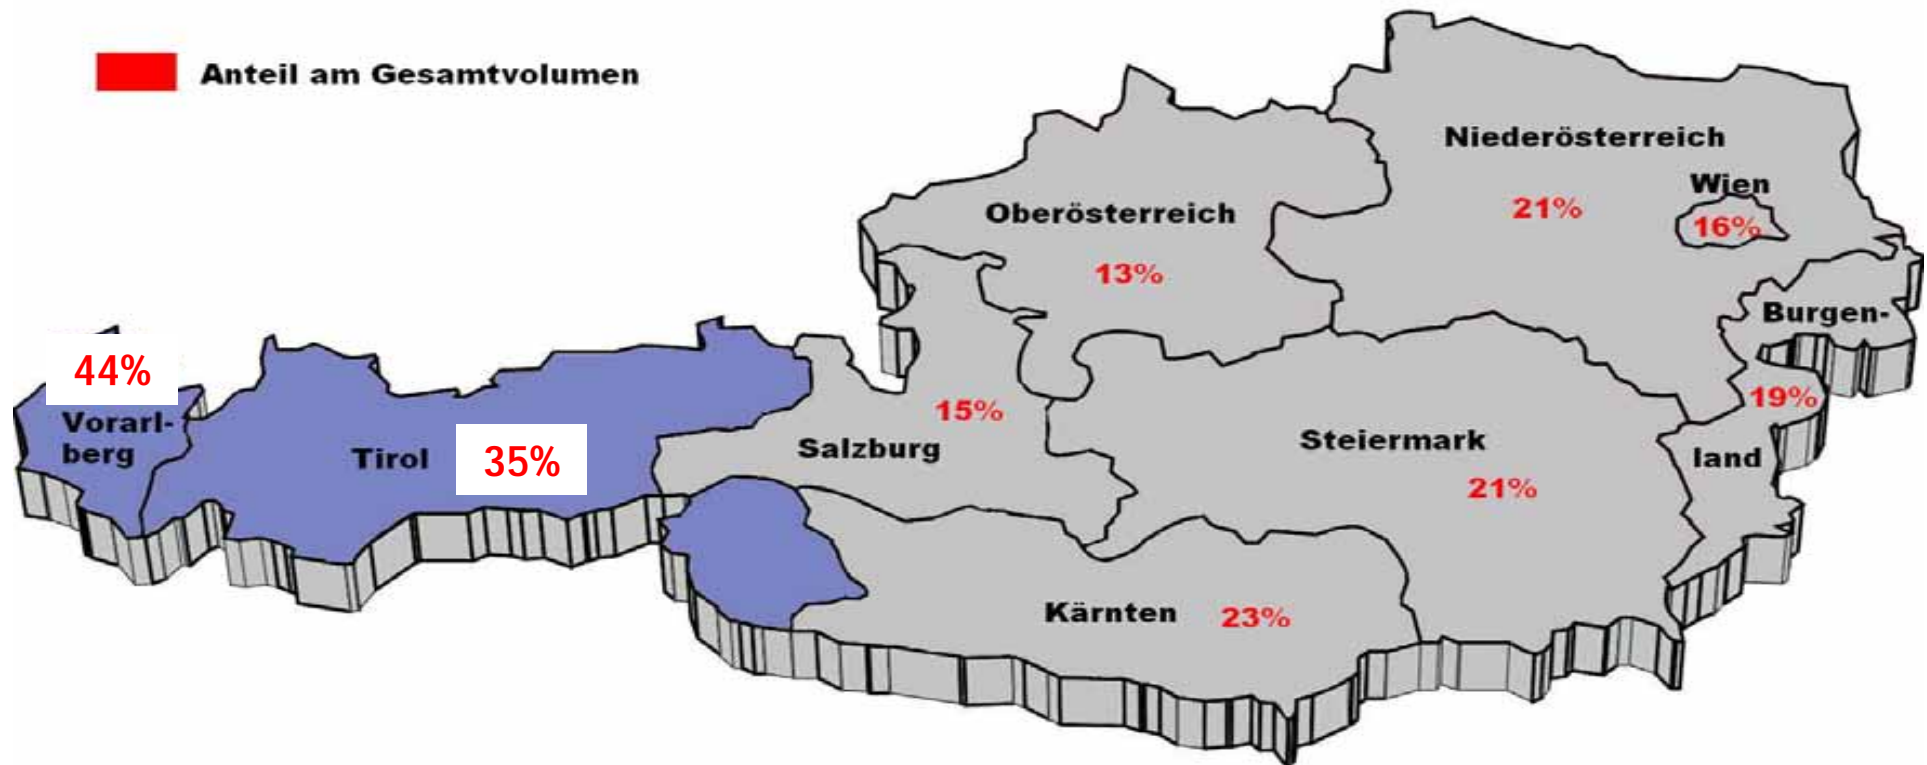 Anteil am Gesamtvolumen
Niederösterreich
Wien
21%
16%
Oberösterreich
13%
Burgen-
19%
land
44%
Vorarl-
berg
Tirol
35%
15%
Salzburg
Steiermark
21%
Kärnten
23%